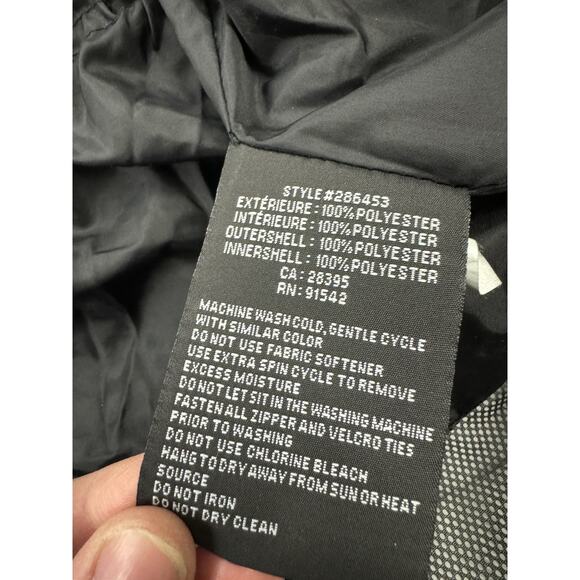 STYLE#286453
EXTÉRIEURE:100%POLYESTER
INTÉRIEURE:100%POLYESTER
OUTERSHELL:100%POLYESTER
INNERSHELL:100%POLYESTER
CA: 28395
RN: 91542
MACHINE WASH COLD, GENTLE CYCLE
WITH SIMILAR COLOR
DO NOT USE FABRIC SOFTENER
USE EXTRA SPIN CYCLE TO REMOVE
EXCESS MOISTURE
DO NOT LET SIT IN THE WASHING MACHINE
FASTEN ALL ZIPPER AND VELCRO TIES
PRIOR TO WASHING
DO NOT USE CHLORINE BLEACH
HANG TO DRY AWAY FROM SUN OR HEAT
SOURCE
DO NOT IRON
DO NOT DRY CLEAN